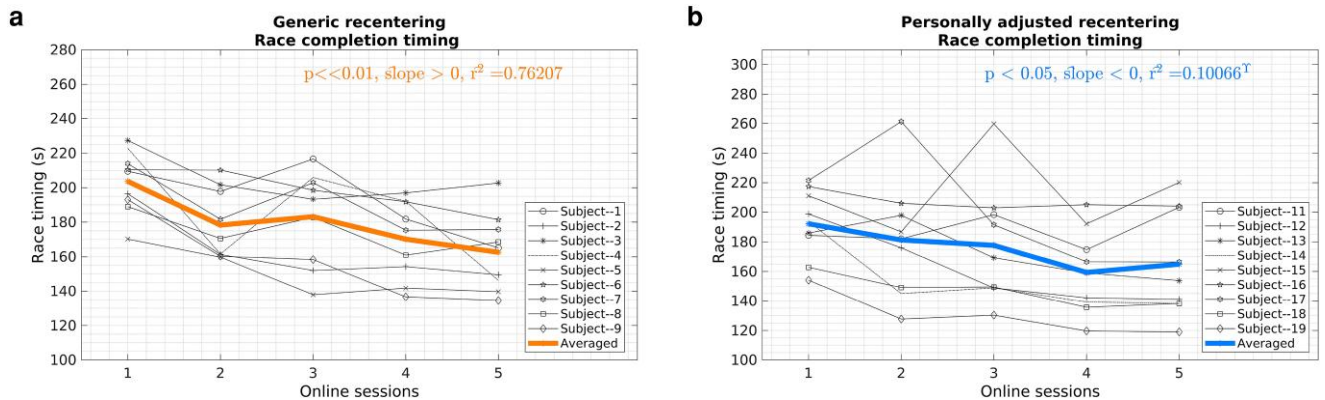 a
Generic recentering
Race completion timing
p<<0.01, slope > 0, r² =0.76207
280
260
240
220
200
180
160
140
120
100
Race timing (s)
1 2 3 4 5
Online sessions
Subject--1
Subject--2
Subject--3
Subject--4
Subject--5
Subject--6
Subject--7
Subject--8
Subject--9
Averaged
b
Personally adjusted recentering
Race completion timing
p < 0.05, slope < 0, r² =0.10066^ϒ
300
280
260
240
220
200
180
160
140
120
100
Race timing (s)
1 2 3 4 5
Online sessions
Subject--11
Subject--12
Subject--13
Subject--14
Subject--15
Subject--16
Subject--17
Subject--18
Subject--19
Averaged